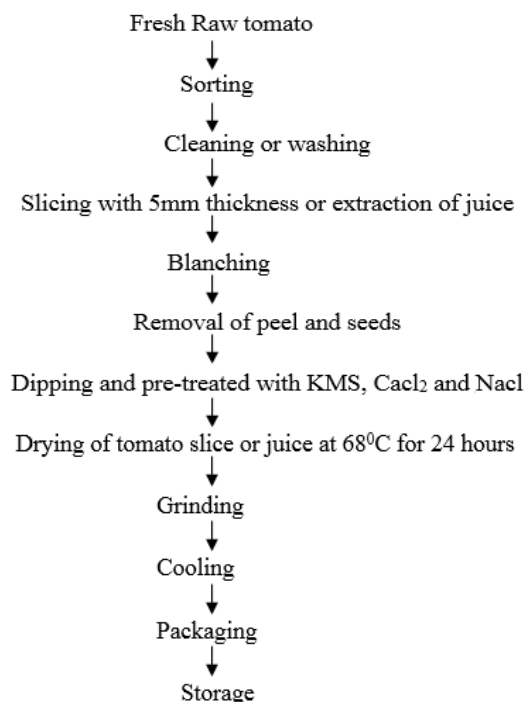 Fresh Raw tomato
Sorting
Cleaning or washing
Slicing with 5mm thickness or extraction of juice
Blanching
Removal of peel and seeds
Dipping and pre-treated with KMS, Cacl₂ and Nacl
Drying of tomato slice or juice at 68⁰C for 24 hours
Grinding
Cooling
Packaging
Storage